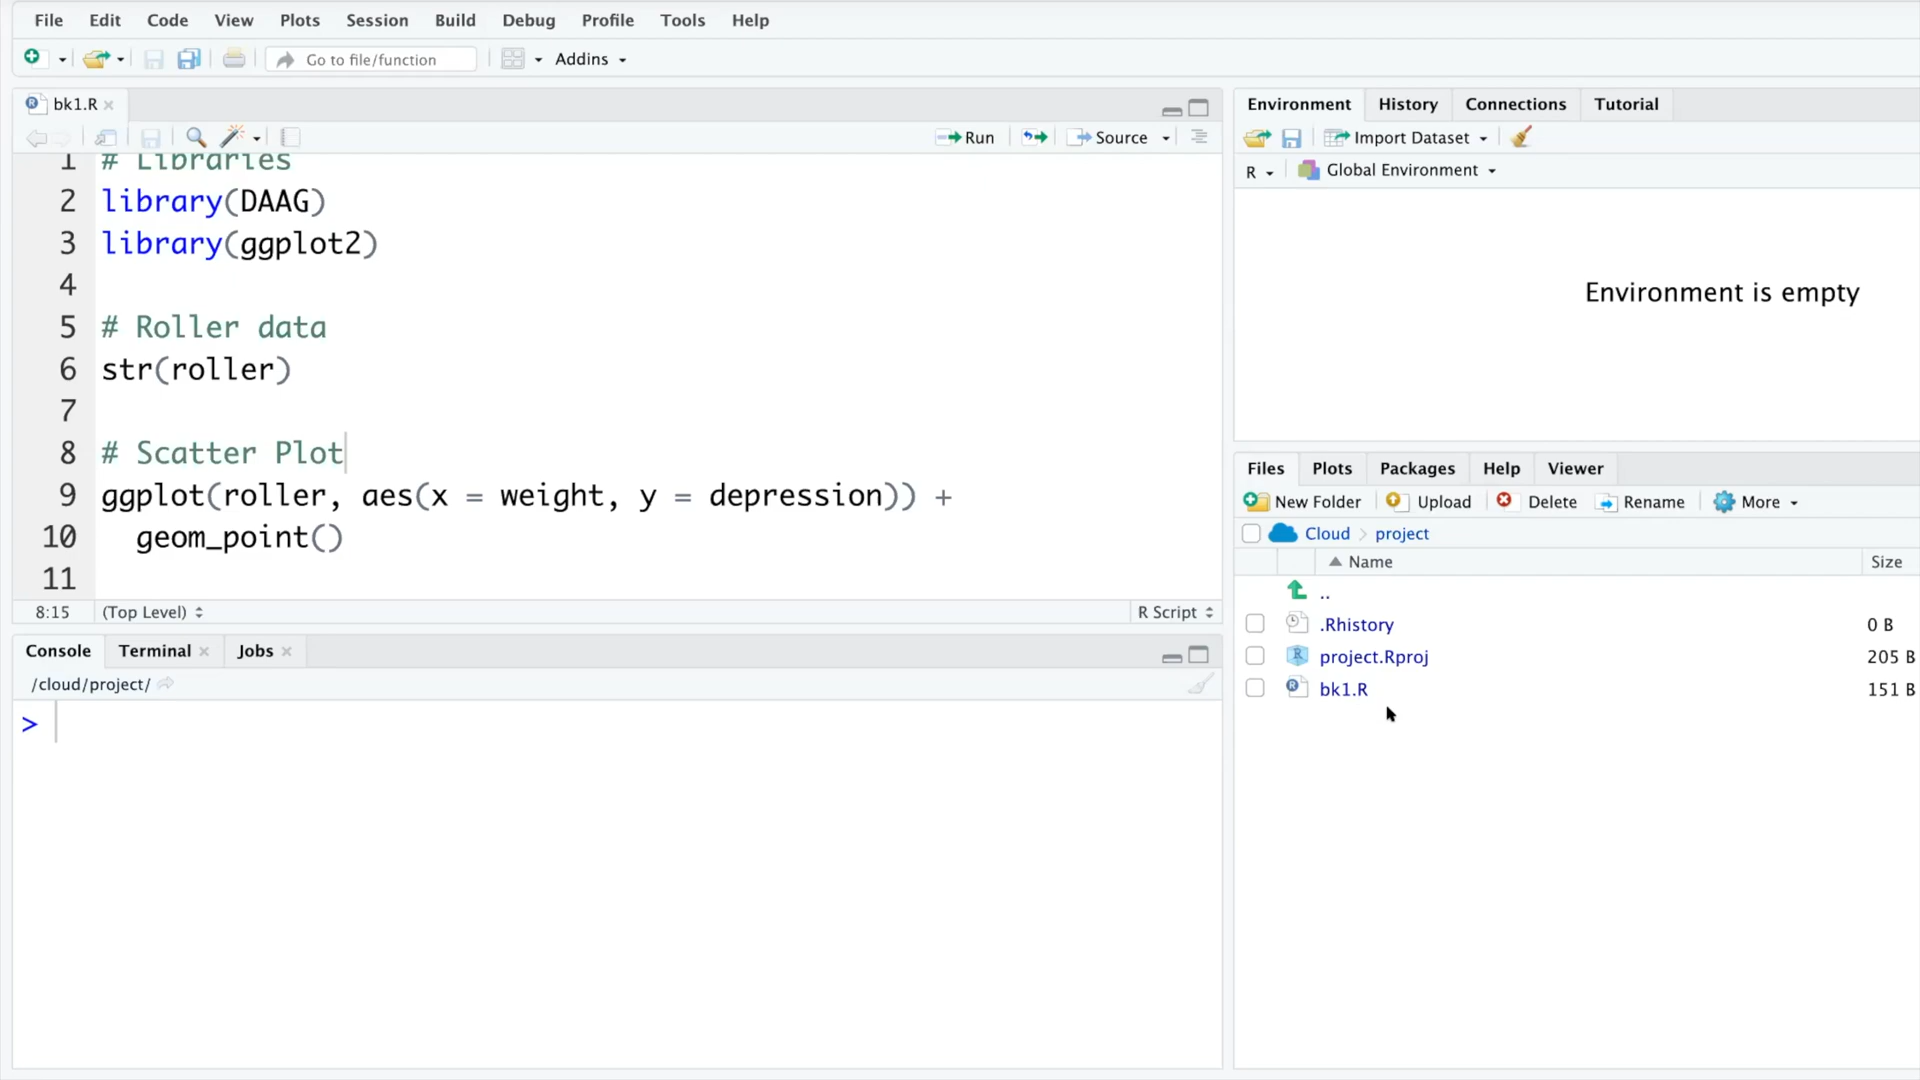 File Edit Code View Plots Session Build Debug Profile Tools Help
Go to file/function Addins
bk1.R
Run Source
1 # Libraries
2 library(DAAG)
3 library(ggplot2)
4
5 # Roller data
6 str(roller)
7
8 # Scatter Plot
9 ggplot(roller, aes(x = weight, y = depression)) +
10 geom_point()
11
8:15 (Top Level) R Script
Console Terminal Jobs
/cloud/project/
>
Environment History Connections Tutorial
Import Dataset
R Global Environment
Environment is empty
Files Plots Packages Help Viewer
New Folder Upload Delete Rename More
Cloud project
Name Size
..
.Rhistory 0 B
project.Rproj 205 B
bk1.R 151 B